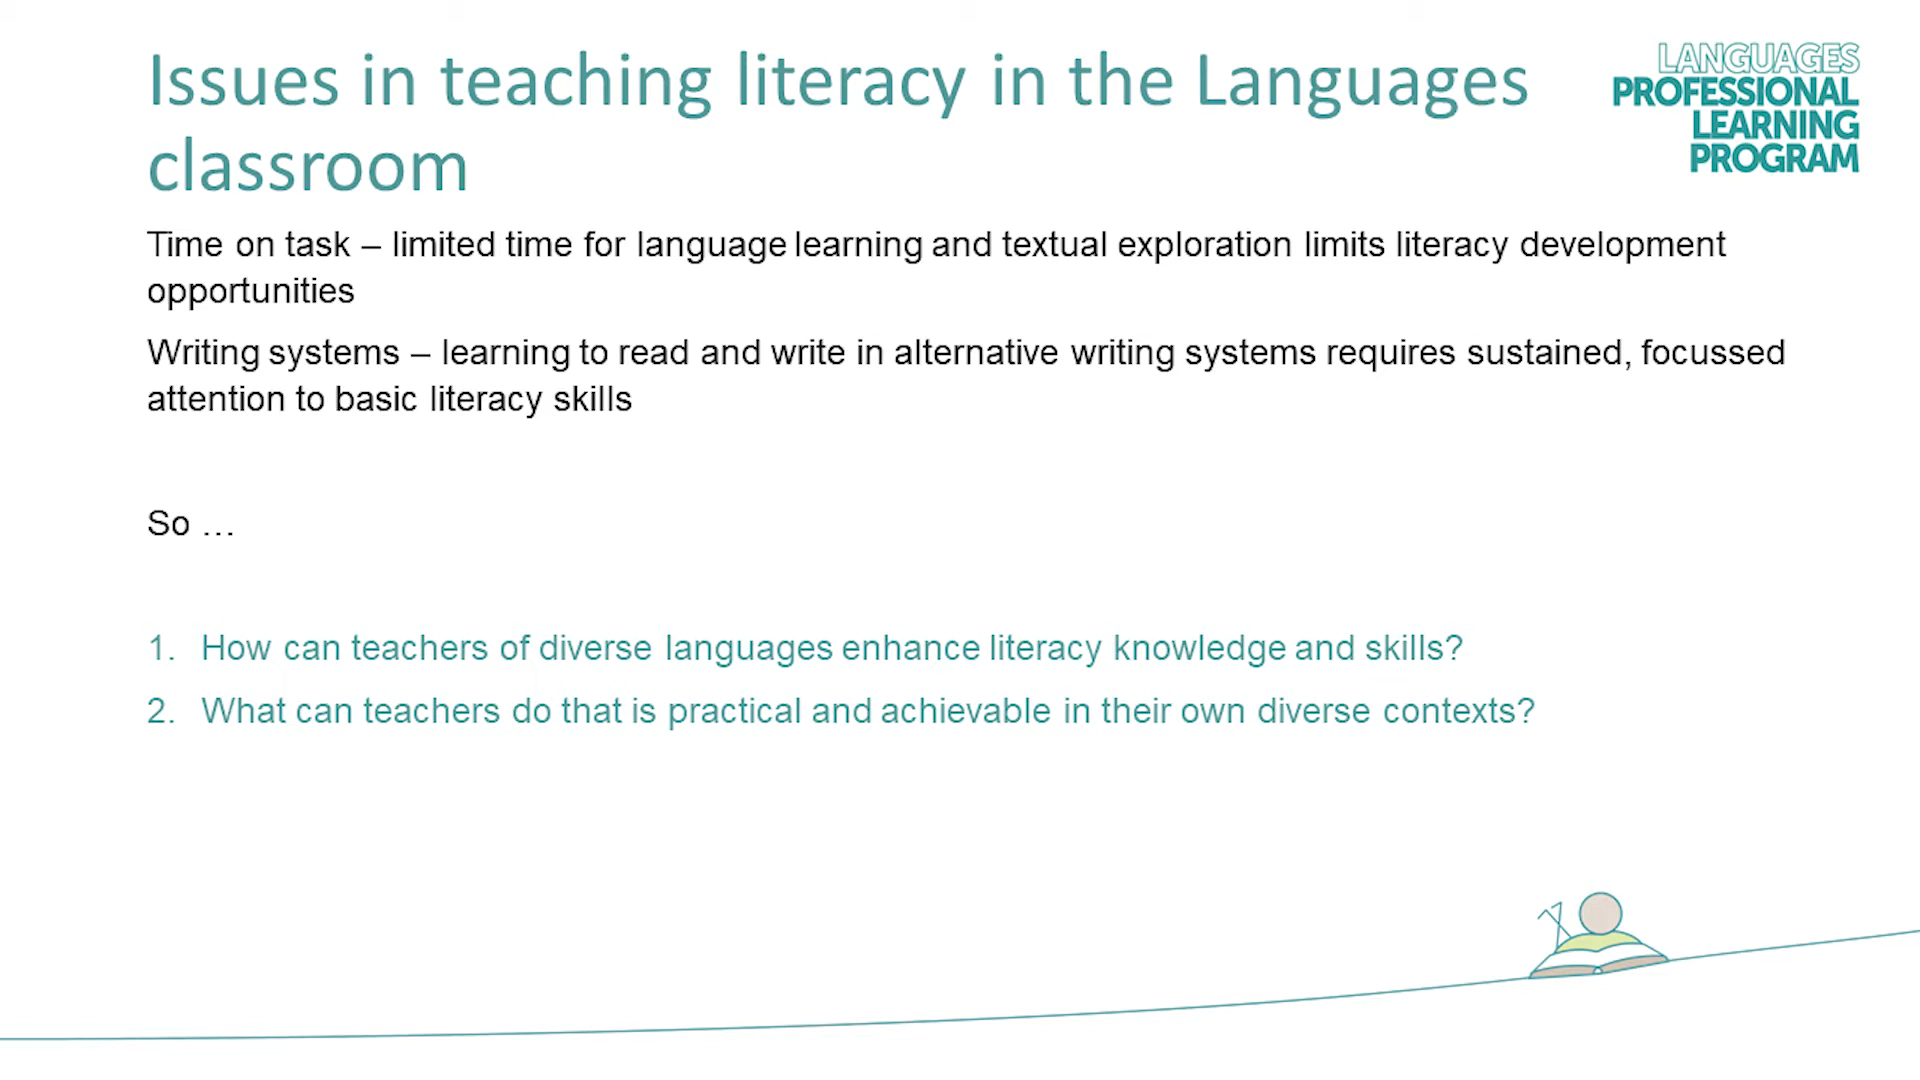 Issues in teaching literacy in the Languages
classroom
LANGUAGES
PROFESSIONAL
LEARNING
PROGRAM
Time on task – limited time for language learning and textual exploration limits literacy development
opportunities
Writing systems – learning to read and write in alternative writing systems requires sustained, focussed
attention to basic literacy skills
So …
1. How can teachers of diverse languages enhance literacy knowledge and skills?
2. What can teachers do that is practical and achievable in their own diverse contexts?